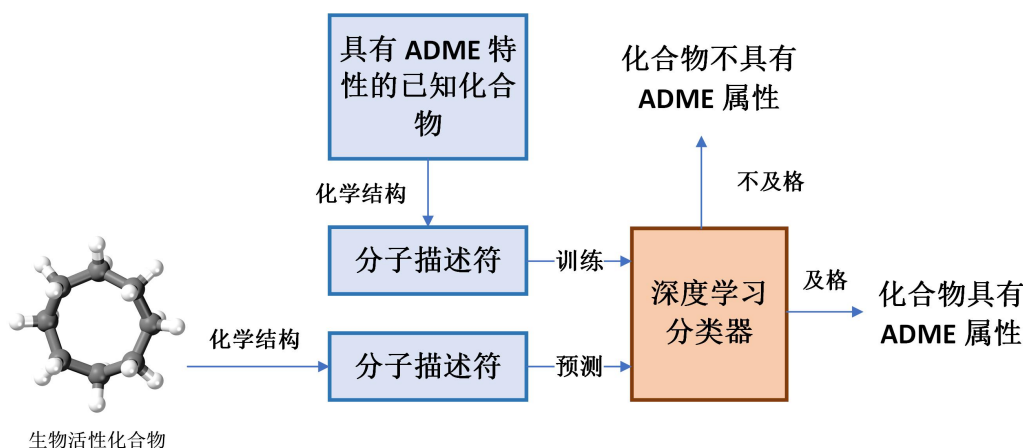 具有 ADME 特
性的已知化合
物
化合物不具有
ADME 属性
化学结构
不及格
分子描述符
训练
深度学习
分类器
及格
化合物具有
ADME 属性
化学结构
分子描述符
预测
生物活性化合物